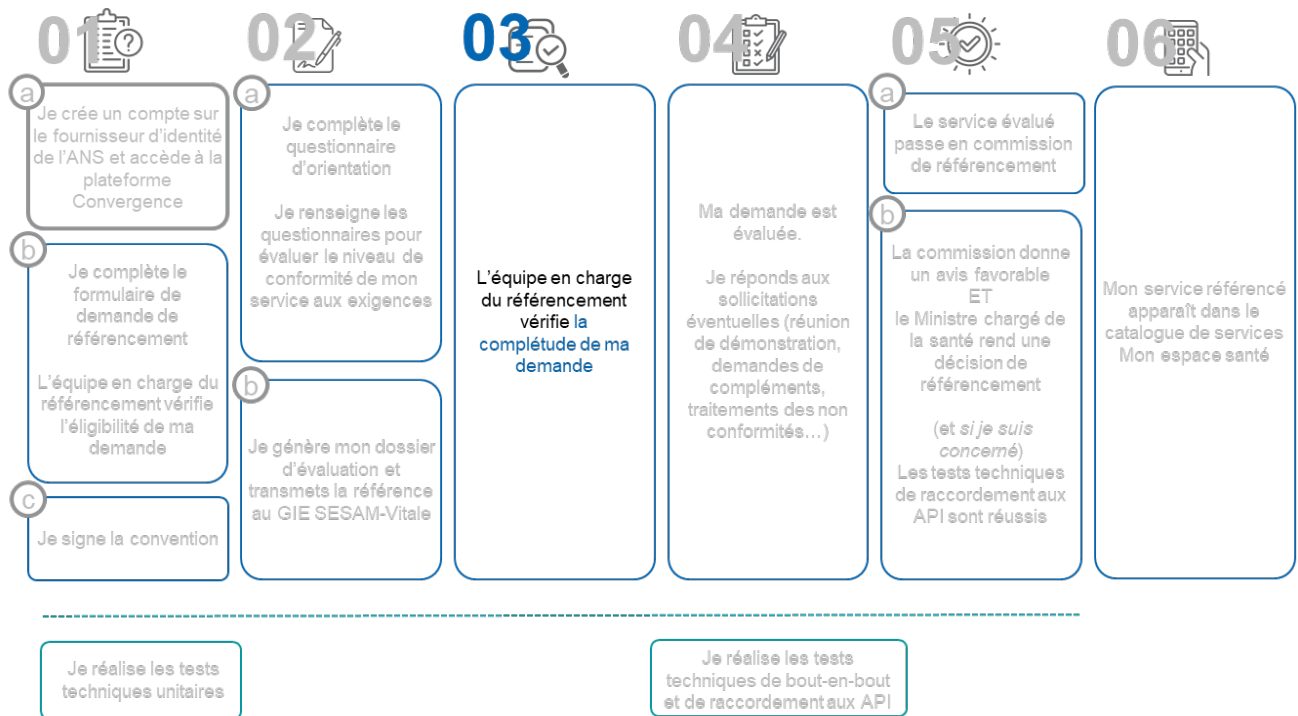 01
a
Je crée un compte sur
le fournisseur d'identité
de l'ANS et accède à la
plateforme
Convergence
b
Je complète le
formulaire de
demande de
référencement
L'équipe en charge du
référencement vérifie
l'éligibilité de ma
demande
c
Je signe la convention
02
a
Je complète le
questionnaire
d'orientation
Je renseigne les
questionnaires pour
évaluer le niveau de
conformité de mon
service aux exigences
b
Je génère mon dossier
d'évaluation et
transmets la référence
au GIE SESAM-Vitale
03
L'équipe en charge
du référencement
vérifie la
complétude de ma
demande
04
Ma demande est
évaluée.
Je réponds aux
sollicitations
éventuelles (réunion
de démonstration,
demandes de
compléments,
traitements des non
conformités…)
05
a
Le service évalué
passe en commission
de référencement
b
La commission donne
un avis favorable
ET
le Ministre chargé de
la santé rend une
décision de
référencement
(et si je suis
concerné)
Les tests techniques
de raccordement aux
API sont réussis
06
Mon service référencé
apparaît dans le
catalogue de services
Mon espace santé
Je réalise les tests
techniques unitaires
Je réalise les tests
techniques de bout-en-bout
et de raccordement aux API